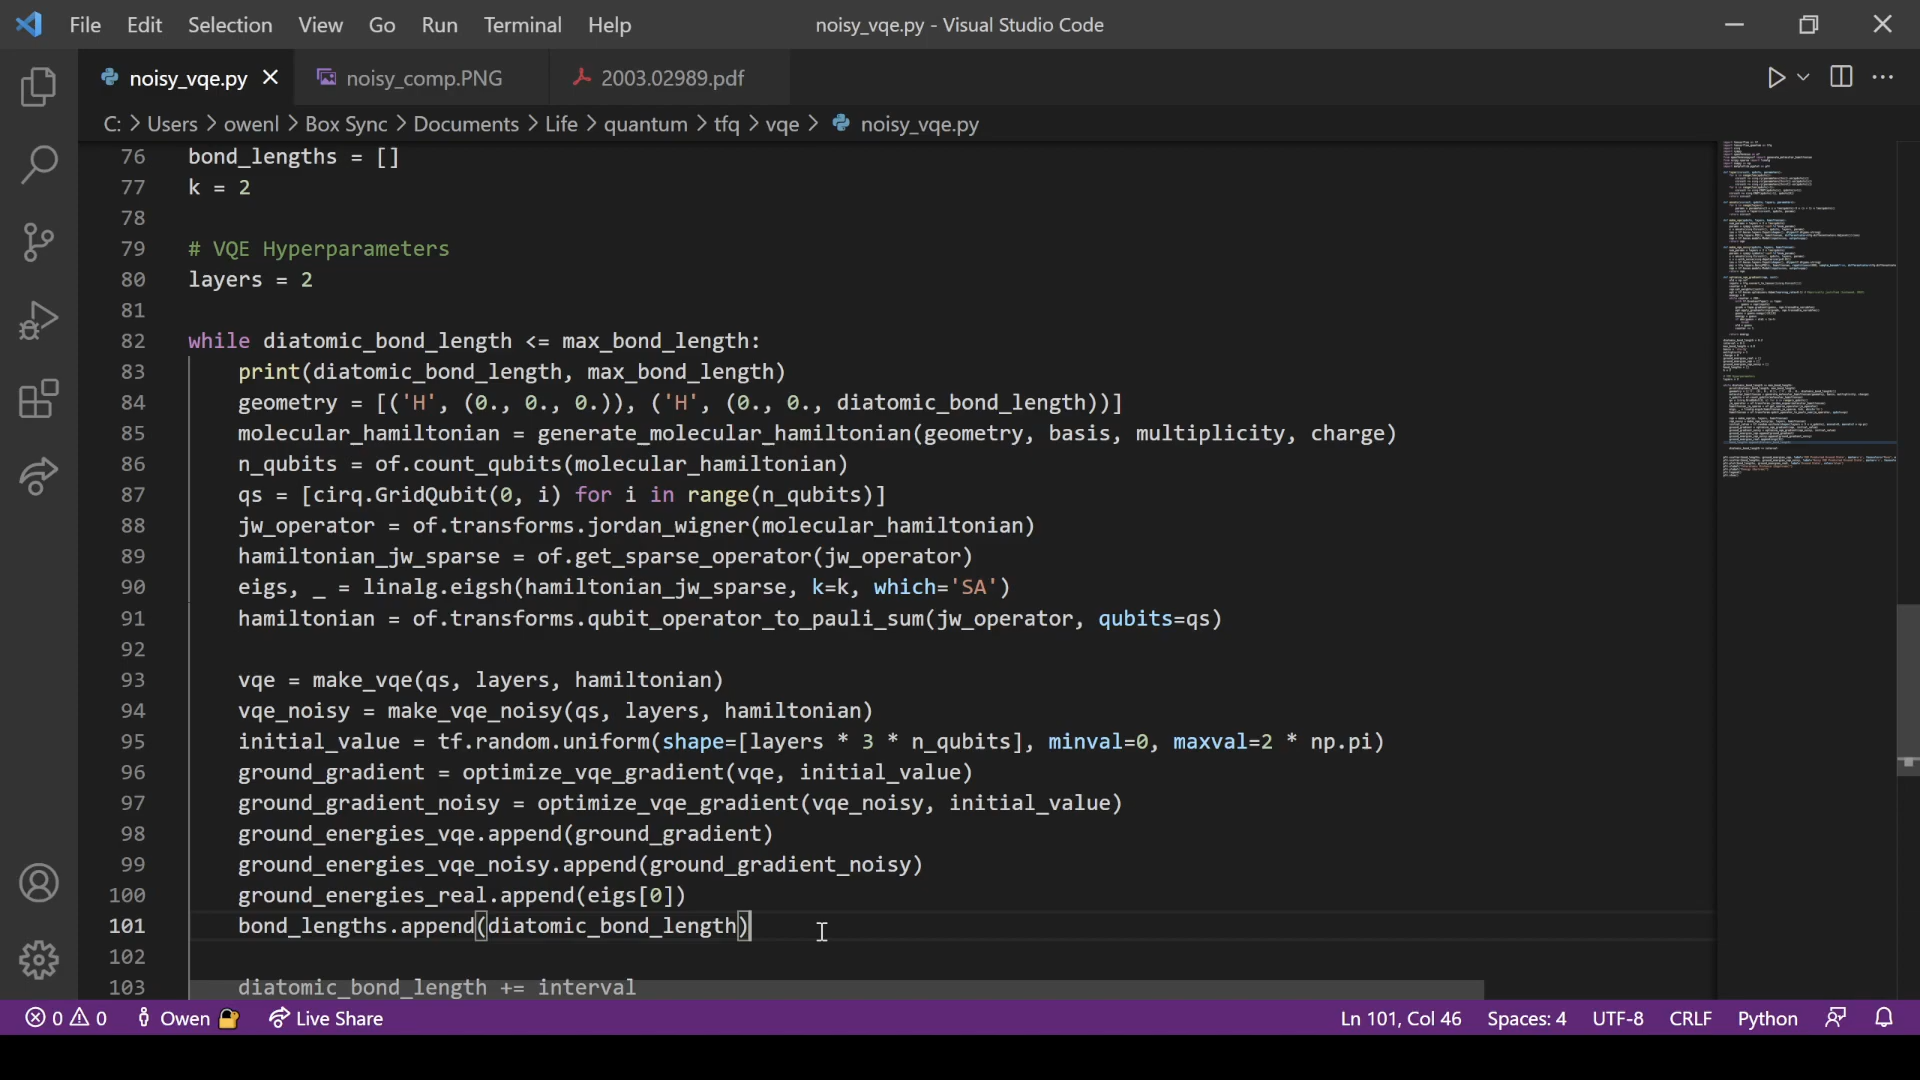 File Edit Selection View Go Run Terminal Help noisy_vqe.py - Visual Studio Code
noisy_vqe.py noisy_comp.PNG 2003.02989.pdf
C: > Users > owenl > Box Sync > Documents > Life > quantum > tfq > vqe > noisy_vqe.py
76 bond_lengths = []
77 k = 2
78
79 # VQE Hyperparameters
80 layers = 2
81
82 while diatomic_bond_length <= max_bond_length:
83     print(diatomic_bond_length, max_bond_length)
84     geometry = [('H', (0., 0., 0.)), ('H', (0., 0., diatomic_bond_length))]
85     molecular_hamiltonian = generate_molecular_hamiltonian(geometry, basis, multiplicity, charge)
86     n_qubits = of.count_qubits(molecular_hamiltonian)
87     qs = [cirq.GridQubit(0, i) for i in range(n_qubits)]
88     jw_operator = of.transforms.jordan_wigner(molecular_hamiltonian)
89     hamiltonian_jw_sparse = of.get_sparse_operator(jw_operator)
90     eigs, _ = linalg.eigsh(hamiltonian_jw_sparse, k=k, which='SA')
91     hamiltonian = of.transforms.qubit_operator_to_pauli_sum(jw_operator, qubits=qs)
92
93     vqe = make_vqe(qs, layers, hamiltonian)
94     vqe_noisy = make_vqe_noisy(qs, layers, hamiltonian)
95     initial_value = tf.random.uniform(shape=[layers * 3 * n_qubits], minval=0, maxval=2 * np.pi)
96     ground_gradient = optimize_vqe_gradient(vqe, initial_value)
97     ground_gradient_noisy = optimize_vqe_gradient(vqe_noisy, initial_value)
98     ground_energies_vqe.append(ground_gradient)
99     ground_energies_vqe_noisy.append(ground_gradient_noisy)
100     ground_energies_real.append(eigs[0])
101     bond_lengths.append(diatomic_bond_length)
102
103     diatomic_bond_length += interval
0 0 Owen Live Share Ln 101, Col 46 Spaces: 4 UTF-8 CRLF Python